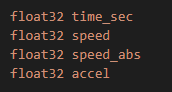 float32 time_sec
float32 speed
float32 speed_abs
float32 accel